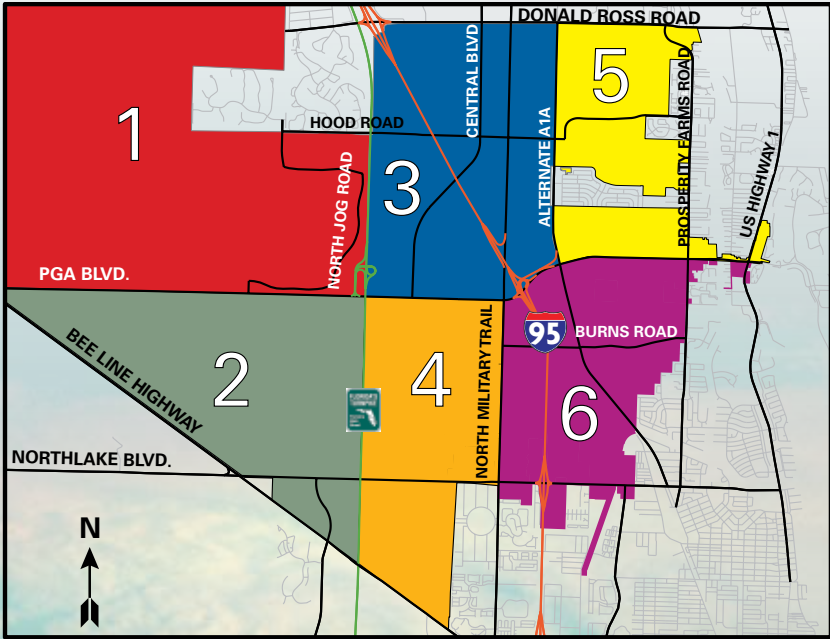 DONALD ROSS ROAD
1
HOOD ROAD
NORTH JOG ROAD
3
CENTRAL BLVD
ALTERNATE A1A
5
PROSPERITY FARMS ROAD
US HIGHWAY 1
PGA BLVD.
BEE LINE HIGHWAY
2
4
NORTH MILITARY TRAIL
95
BURNS ROAD
6
NORTHLAKE BLVD.
N